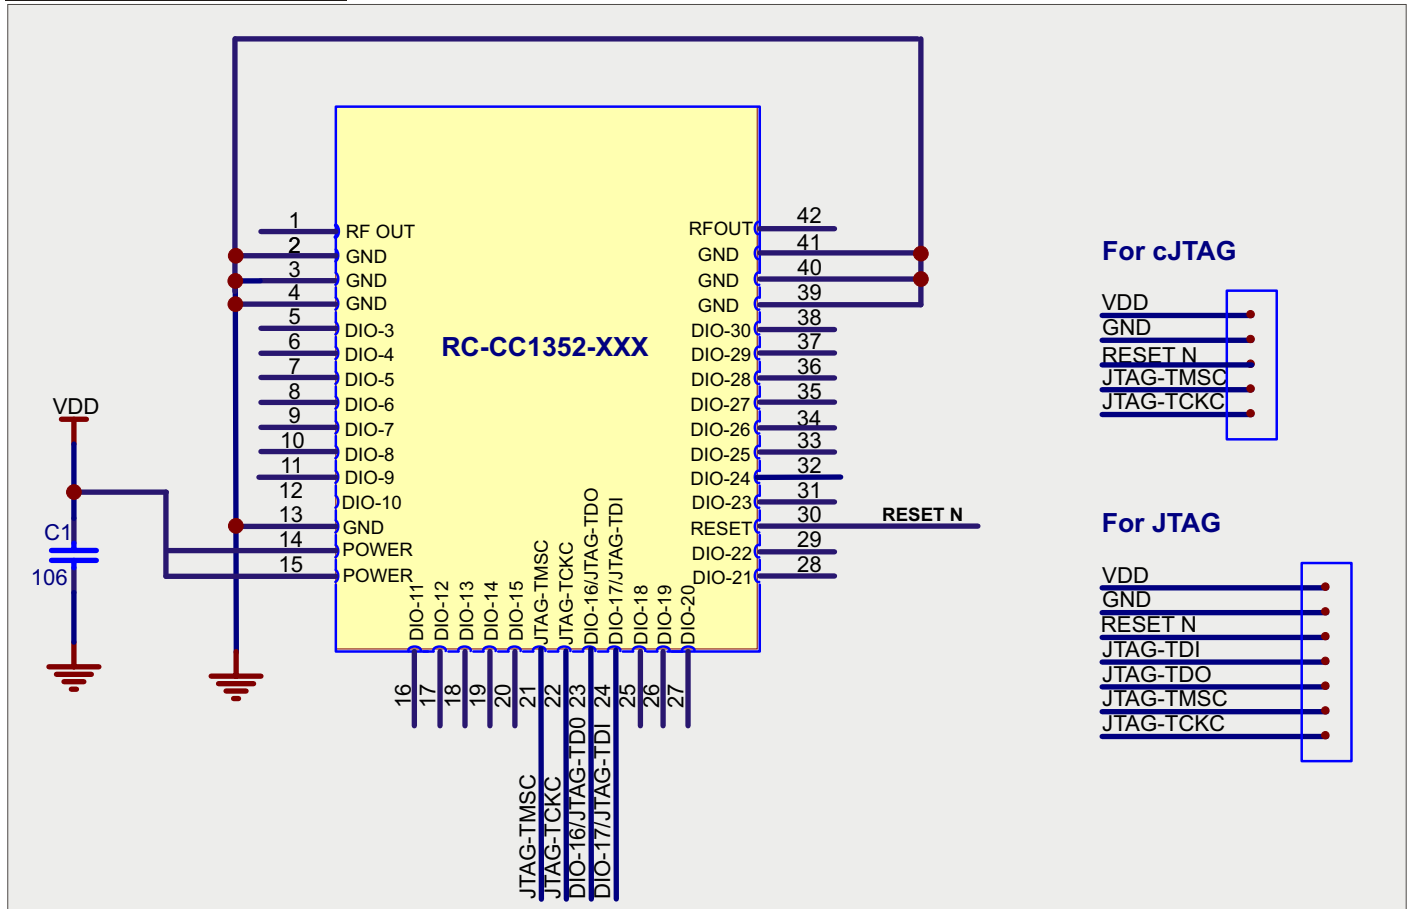 1 RF OUT
2 GND
3 GND
4 GND
5 DIO-3
6 DIO-4
7 DIO-5
8 DIO-6
9 DIO-7
10 DIO-8
11 DIO-9
12 DIO-10
13 GND
14 POWER
15 POWER
RC-CC1352-XXX
RFOUT 42
GND 41
GND 40
GND 39
DIO-30 38
DIO-29 37
DIO-28 36
DIO-27 35
DIO-26 34
DIO-25 33
DIO-24 32
DIO-23 31
RESET 30 RESET N
DIO-22 29
DIO-21 28
VDD
C1
106
DIO-11 16
DIO-12 17
DIO-13 18
DIO-14 19
DIO-15 20
JTAG-TMSC 21 JTAG-TMSC
JTAG-TCKC 22 JTAG-TCKC
DIO-16/JTAG-TDO 23 DIO-16/JTAG-TD0
DIO-17/JTAG-TDI 24 DIO-17/JTAG-TDI
DIO-18 25
DIO-19 26
DIO-20 27
For cJTAG
VDD
GND
RESET N
JTAG-TMSC
JTAG-TCKC
For JTAG
VDD
GND
RESET N
JTAG-TDI
JTAG-TDO
JTAG-TMSC
JTAG-TCKC